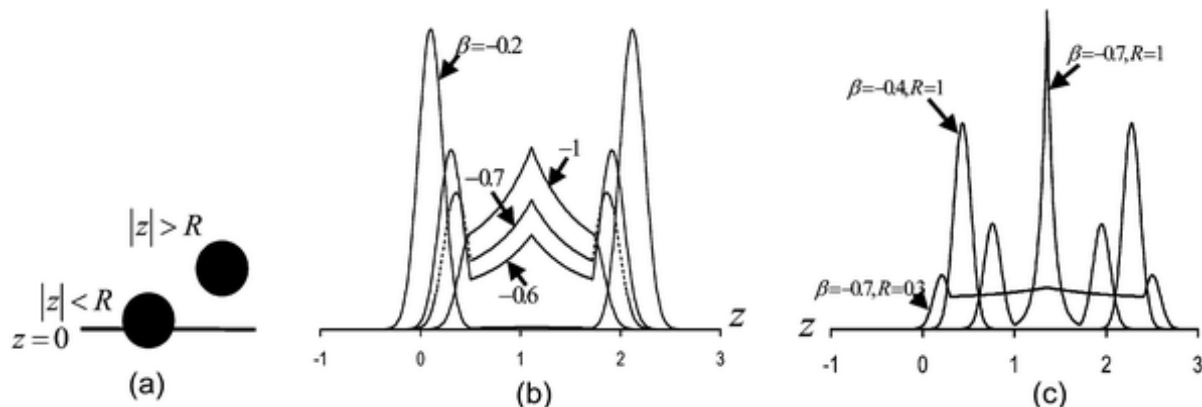 |z| > R
|z| < R
z = 0
(a)
β=−0.2
−1
−0.7
−0.6
z
-1 0 1 2 3
(b)
β=−0.7, R=1
β=−0.4, R=1
β=−0.7, R=0.3
z
-1 0 1 2 3
(c)